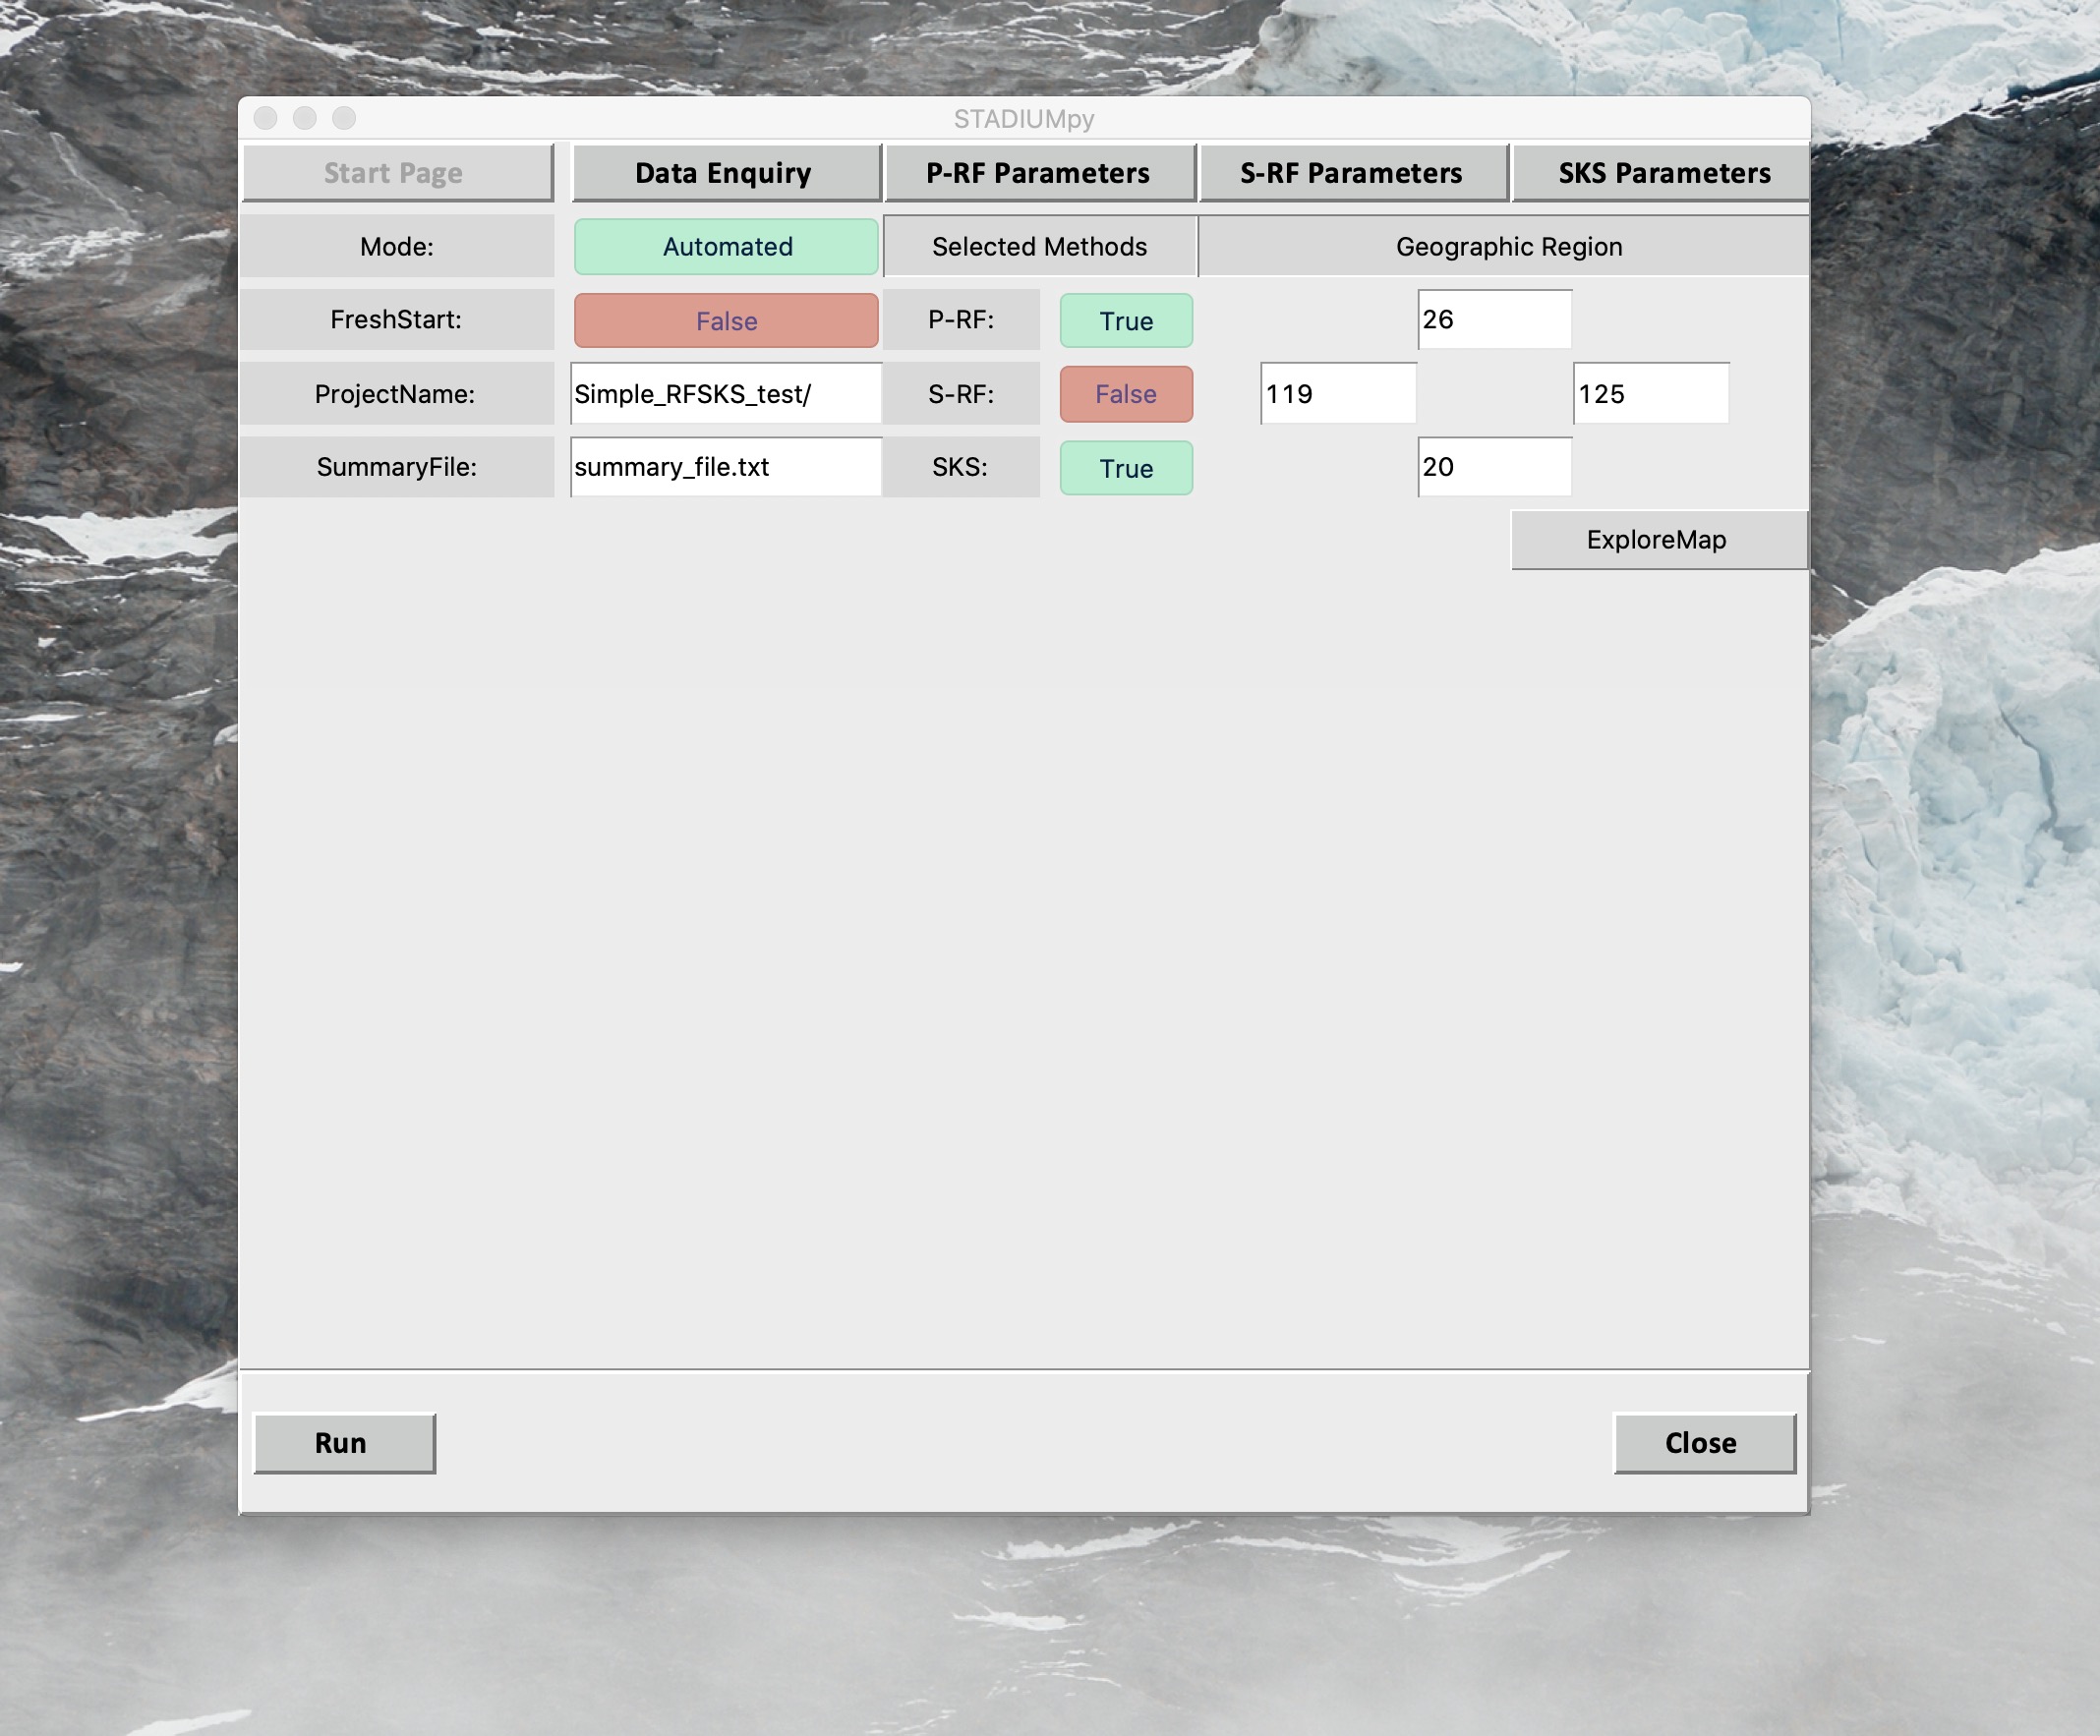 STADIUMpy
Start Page Data Enquiry P-RF Parameters S-RF Parameters SKS Parameters
Mode: Automated Selected Methods Geographic Region
FreshStart: False P-RF: True 26
ProjectName: Simple_RFSKS_test/ S-RF: False 119 125
SummaryFile: summary_file.txt SKS: True 20
ExploreMap
Run Close